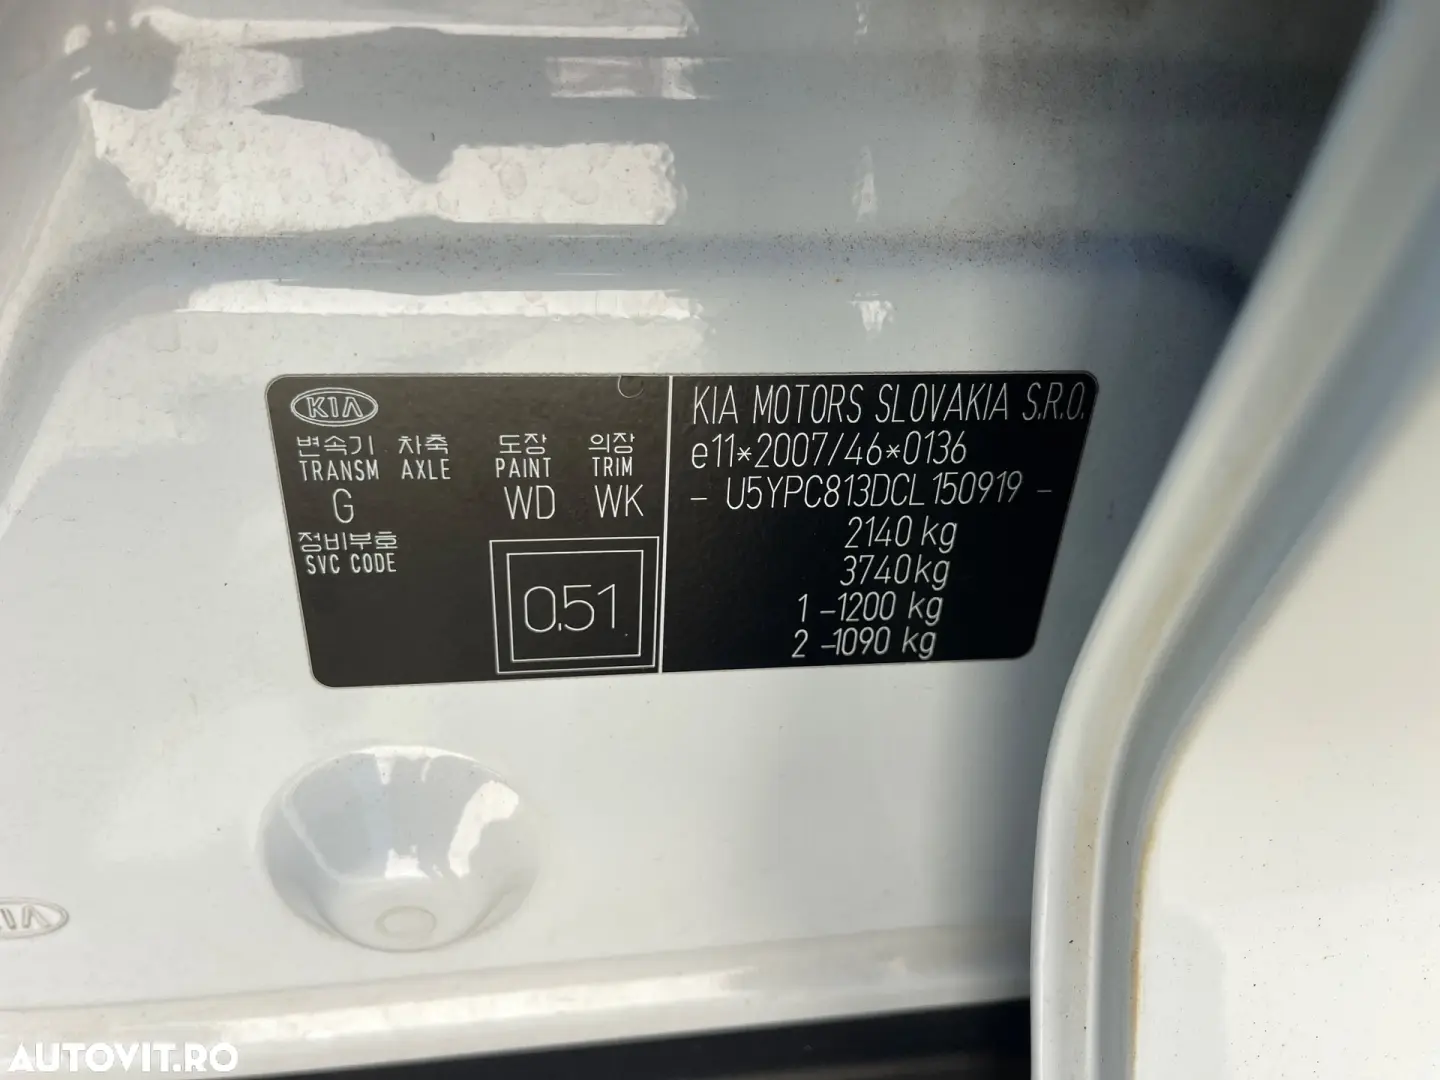 KIA
변속기 차축 도장 의장
TRANSM AXLE PAINT TRIM
G WD WK
정비부호
SVC CODE
0.51
KIA MOTORS SLOVAKIA S.R.O.
e11*2007/46*0136
- U5YPC813DCL150919 -
2140 kg
3740kg
1 -1200 kg
2 -1090 kg
KIA
AUTOVIT.RO